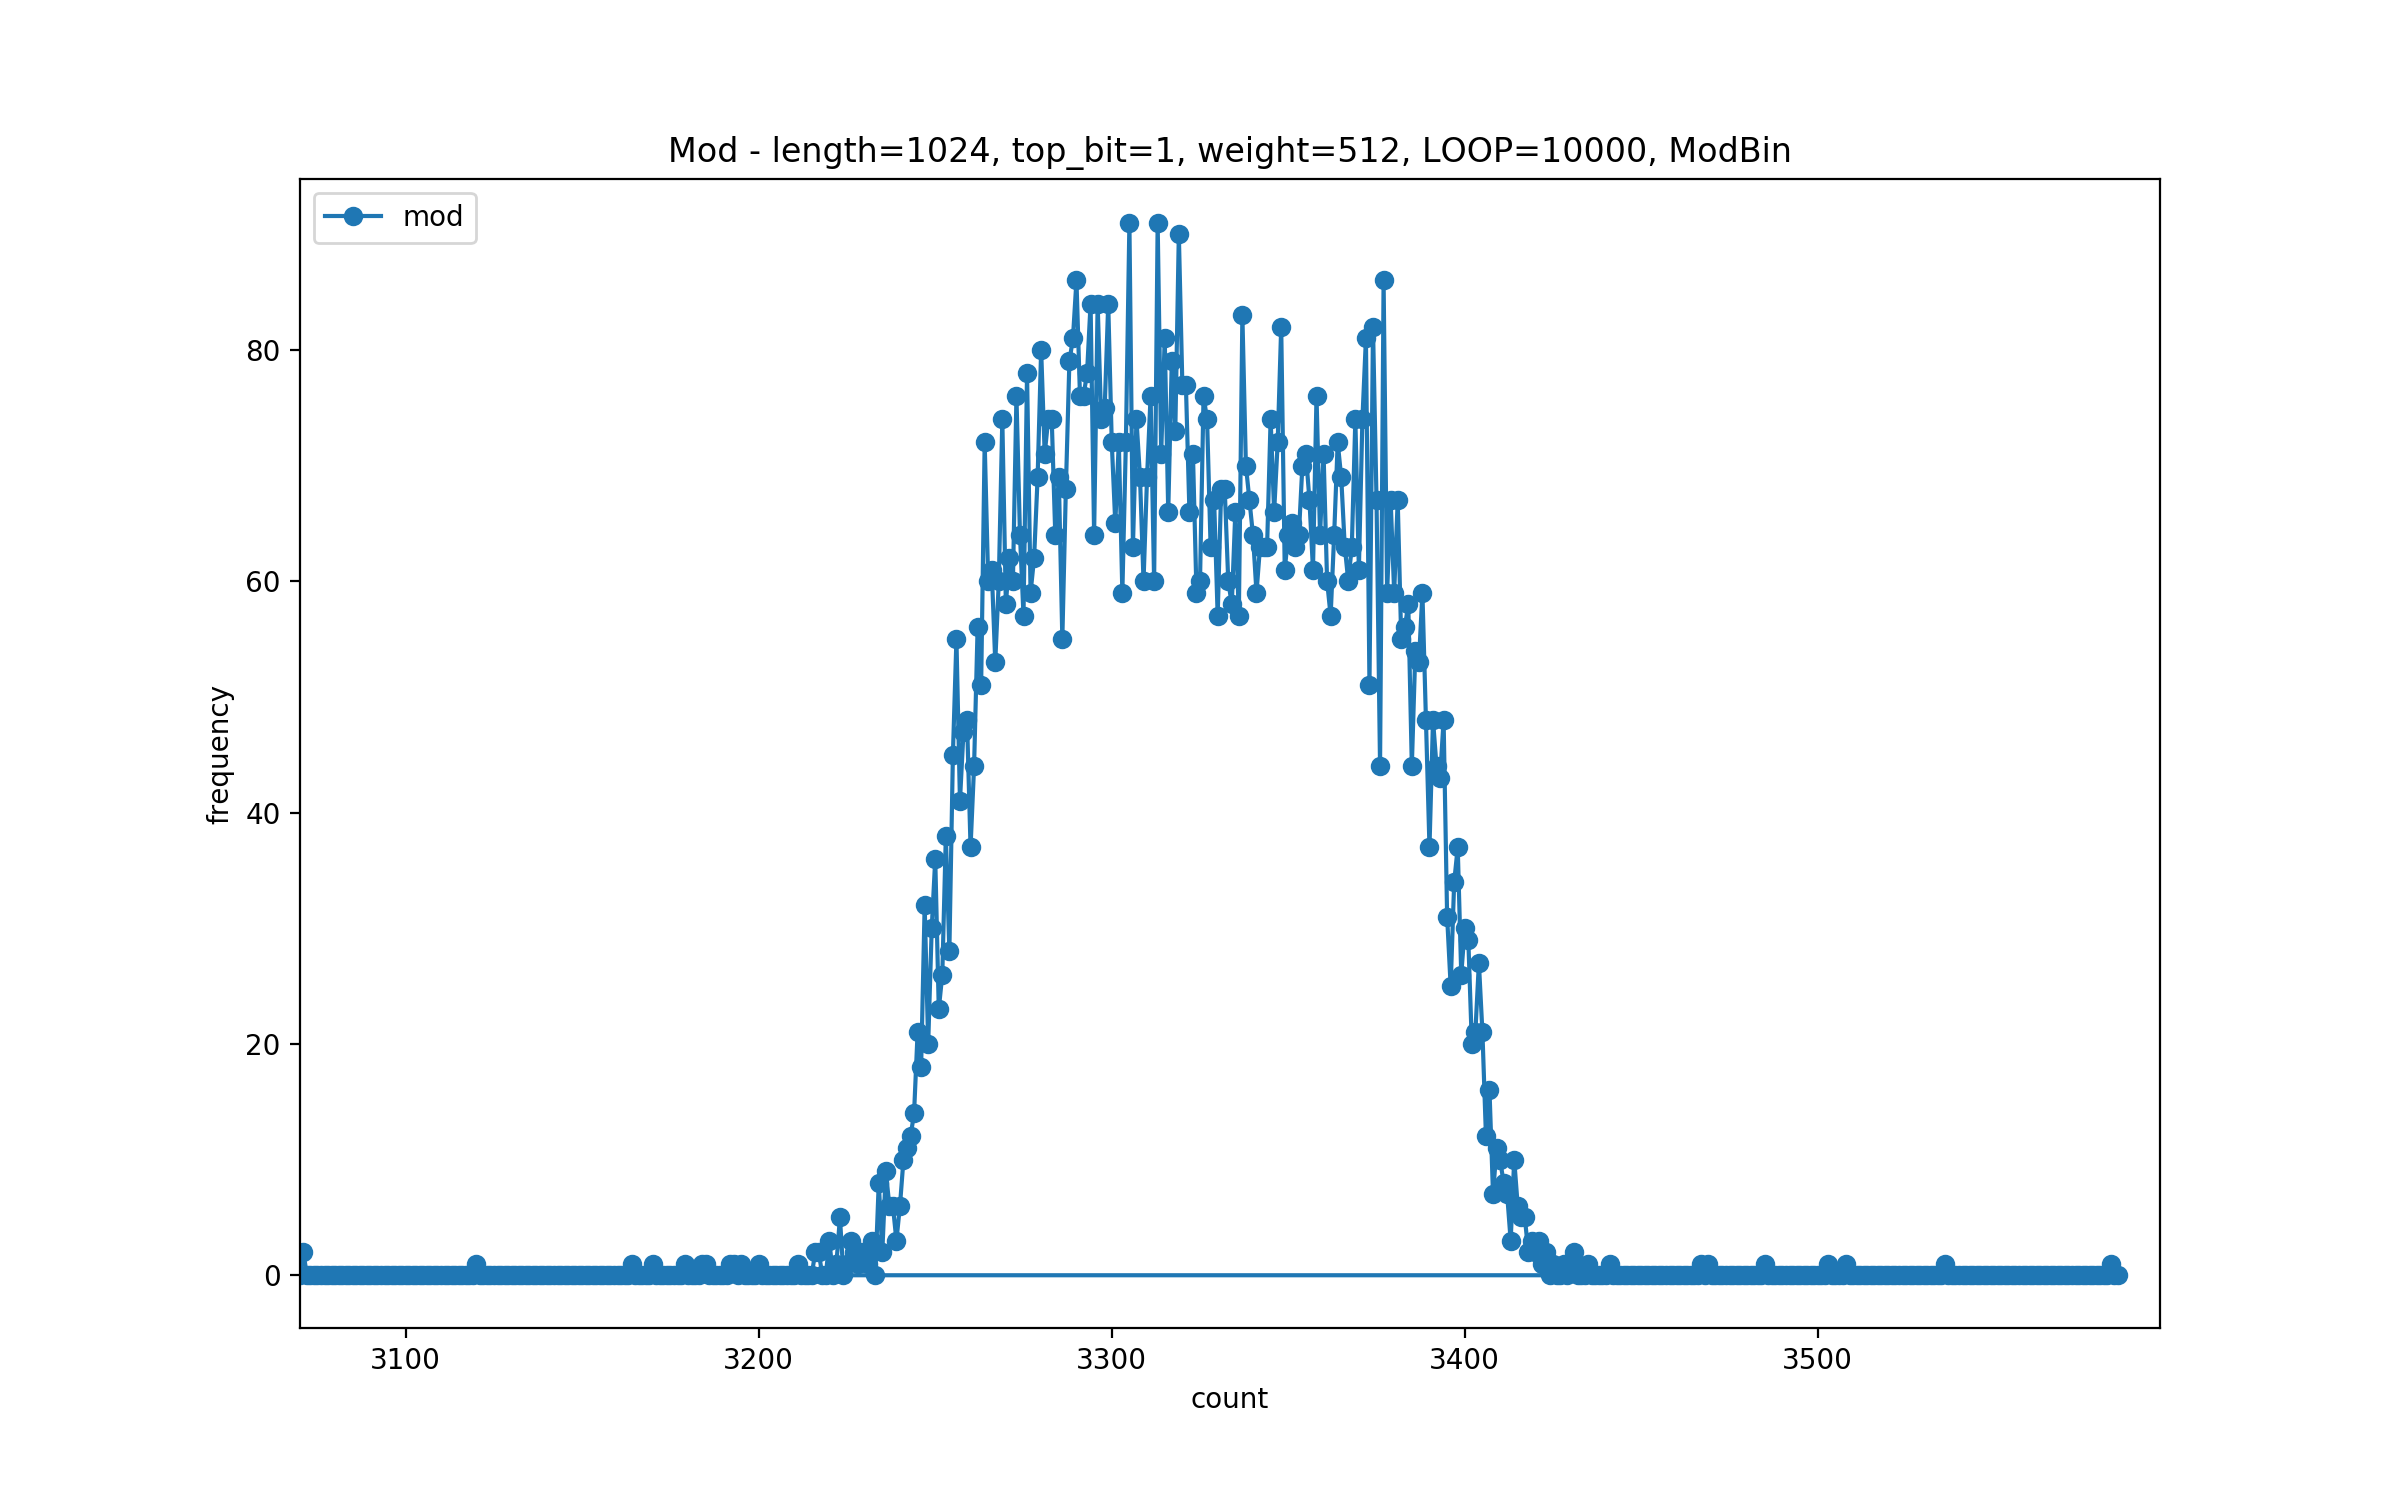 Mod - length=1024, top_bit=1, weight=512, LOOP=10000, ModBin
mod
80
60
40
20
0
frequency
3100 3200 3300 3400 3500
count